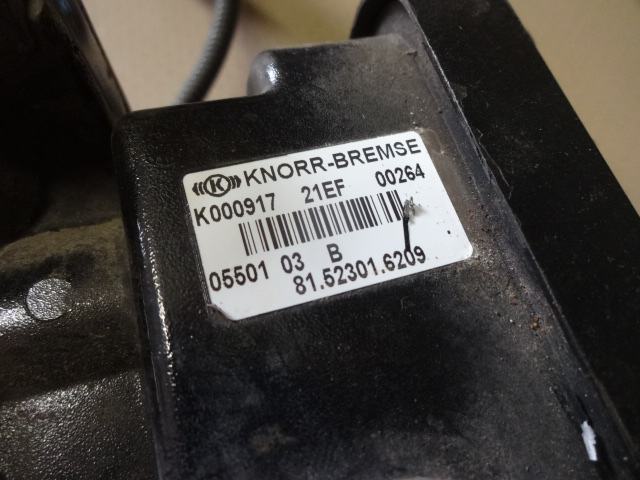 K KNORR-BREMSE
K000917 21EF 00264
05501 03 B
81.52301.6209